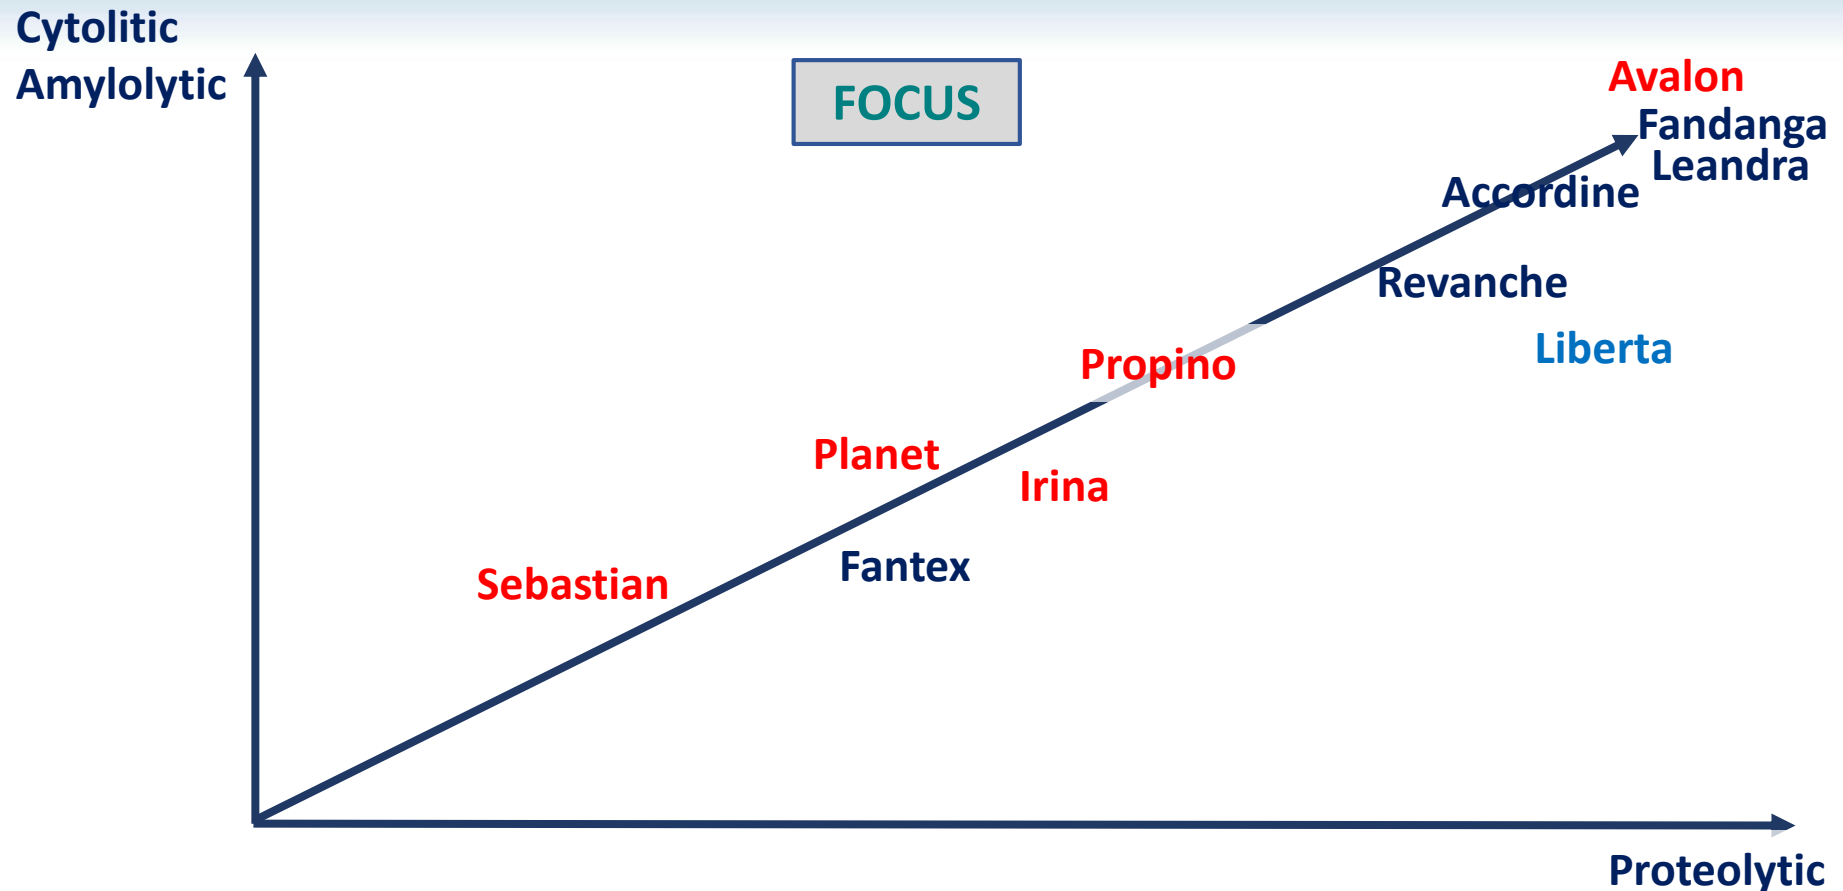 Cytolitic
Amylolytic
FOCUS
Avalon
Fandanga
Leandra
Accordine
Revanche
Liberta
Propino
Planet
Irina
Fantex
Sebastian
Proteolytic